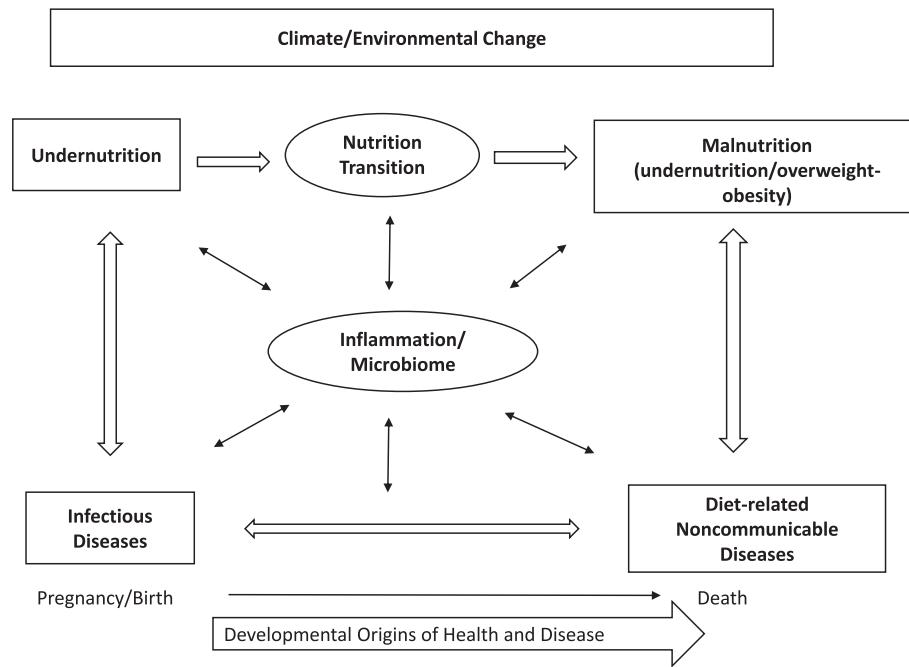 Climate/Environmental Change
Undernutrition
Nutrition
Transition
Malnutrition
(undernutrition/overweight-
obesity)
Inflammation/
Microbiome
Infectious
Diseases
Diet-related
Noncommunicable
Diseases
Pregnancy/Birth
Death
Developmental Origins of Health and Disease